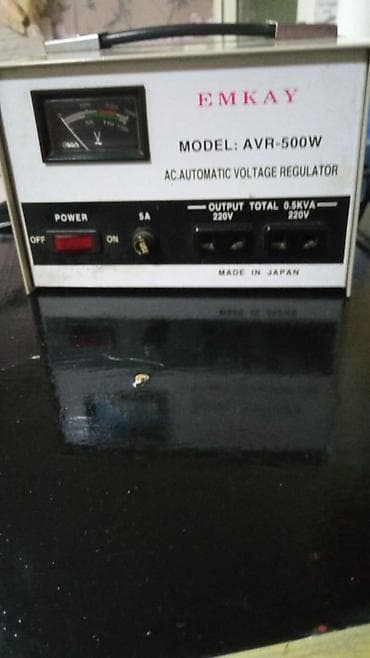 EMKAY
MODEL: AVR-500W
AC.AUTOMATIC VOLTAGE REGULATOR
POWER
OFF
ON
5A
OUTPUT TOTAL 0.5KVA
220V 220V
MADE IN JAPAN
V